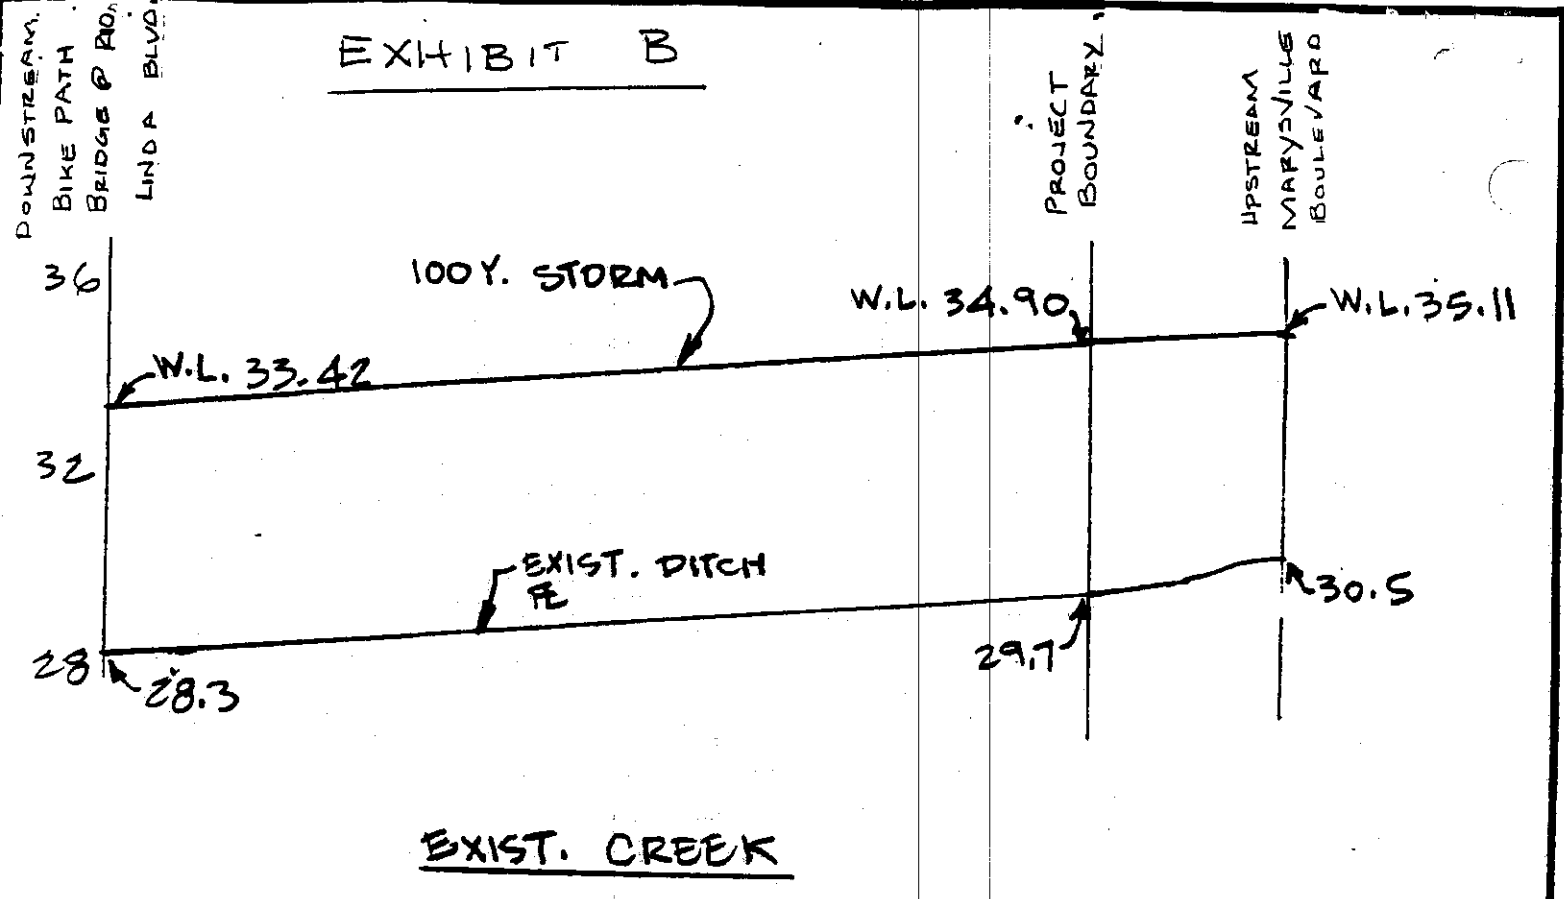 EXHIBIT B
DOWNSTREAM.
BIKE PATH
BRIDGE @ RIO
LINDA BLVD.
PROJECT
BOUNDARY
UPSTREAM
MARYSVILLE
BOULEVARD
36
100Y. STORM
W.L. 34.90
W.L. 35.11
W.L. 33.42
32
EXIST. DITCH
30.5
28
28.3
29.7
EXIST. CREEK